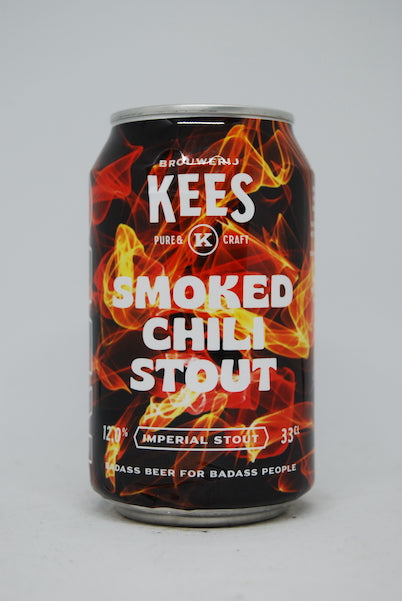 BROUWERIJ
KEES
PURE & K CRAFT
SMOKED
CHILI
STOUT
12.0% IMPERIAL STOUT 33CL
BADASS BEER FOR BADASS PEOPLE